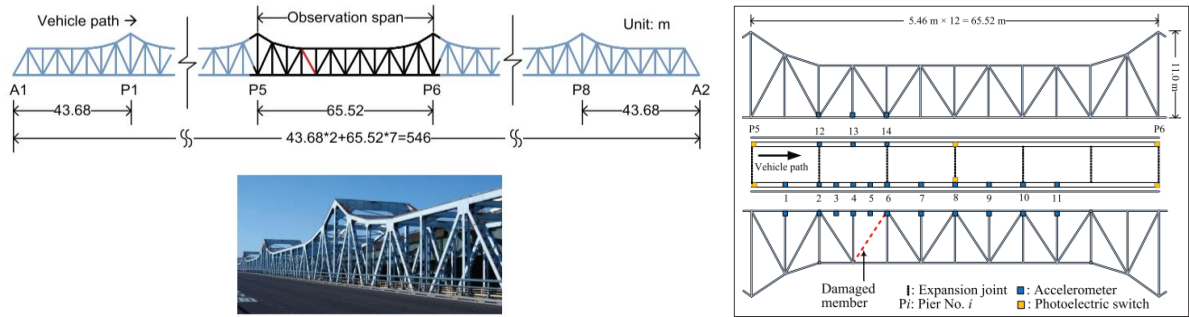 Vehicle path →
Observation span
Unit: m
A1
P1
P5
P6
P8
A2
43.68
65.52
43.68
43.68*2+65.52*7=546
5.46 m × 12 = 65.52 m
11.0 m
P5
12
13
14
P6
Vehicle path
1
2
3
4
5
6
7
8
9
10
11
Damaged
member
: Expansion joint
: Accelerometer
Pi: Pier No. i
: Photoelectric switch